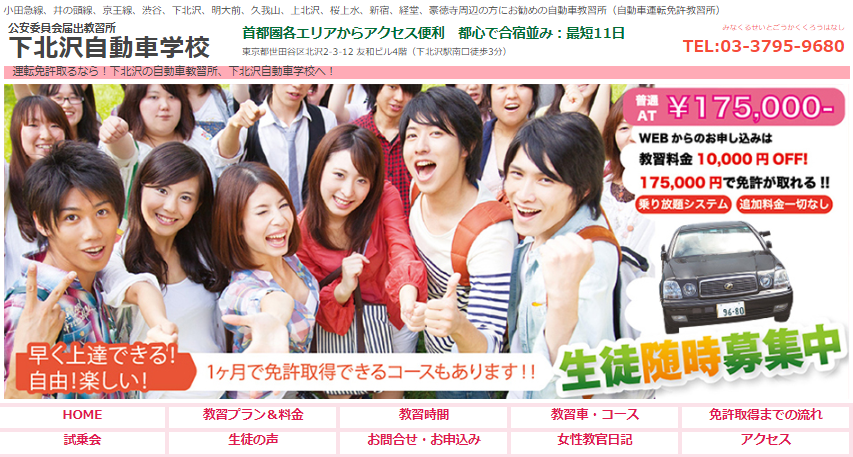 小田急線、井の頭線、京王線、渋谷、下北沢、明大前、久我山、上北沢、桜上水、新宿、経堂、豪徳寺周辺の方にお勧めの自動車教習所（自動車運転免許教習所）
公安委員会届出教習所
下北沢自動車学校
首都圏各エリアからアクセス便利　都心で合宿並み：最短11日
東京都世田谷区北沢2-3-12 友和ビル4階（下北沢駅南口徒歩3分）
みなくるせいとごうかくくろうはなし
TEL:03-3795-9680
運転免許取るなら！下北沢の自動車教習所、下北沢自動車学校へ！
普通AT ￥175,000-
WEBからのお申し込みは
教習料金 10,000円 OFF!
175,000円で免許が取れる!!
乗り放題システム 追加料金一切なし
96-80
早く上達できる!
自由!楽しい!
1ヶ月で免許取得できるコースもあります!!
生徒随時募集中
HOME 教習プラン＆料金 教習時間 教習車・コース 免許取得までの流れ
試乗会 生徒の声 お問合せ・お申込み 女性教官日記 アクセス